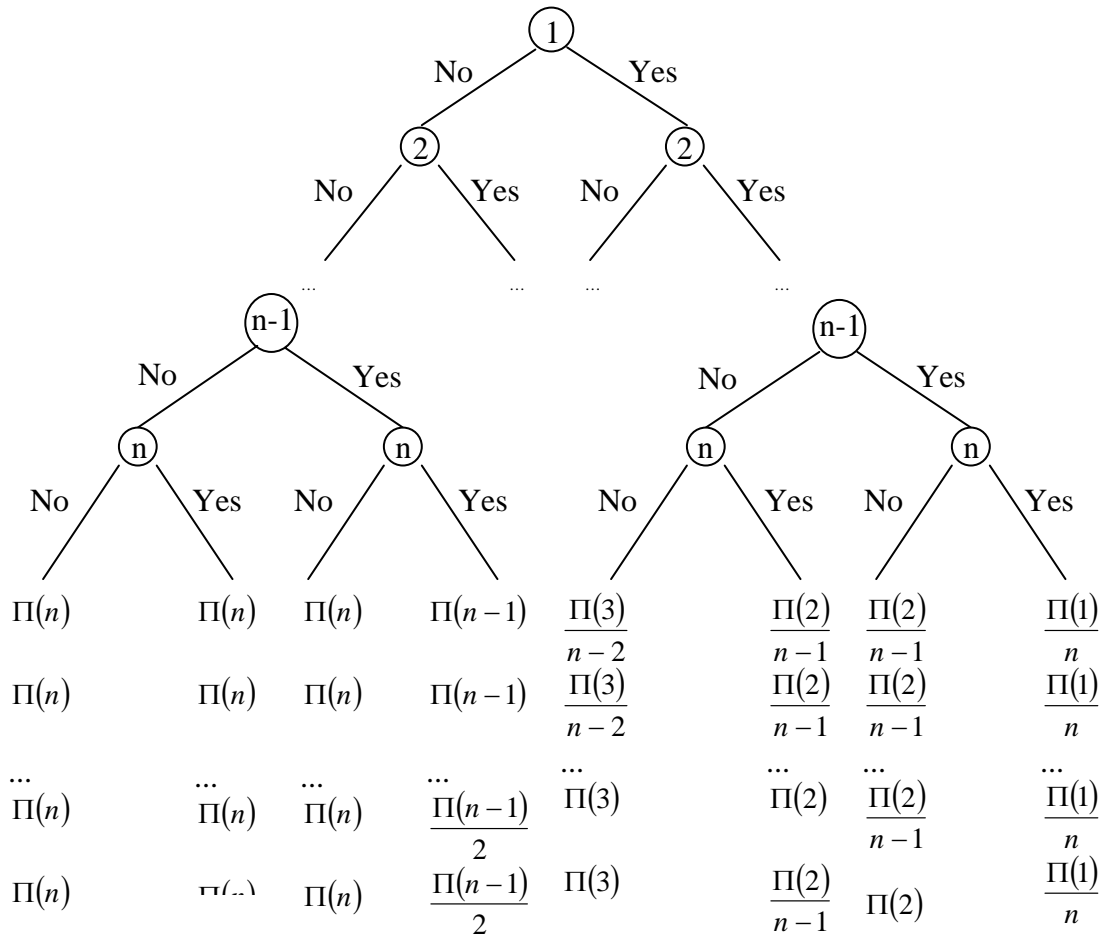 1
No Yes
2 2
No Yes No Yes
... ... ... ...
n-1 n-1
No Yes No Yes
n n n n
No Yes No Yes No Yes No Yes
Π(n) Π(n) Π(n) Π(n − 1) Π(3)/(n − 2) Π(2)/(n − 1) Π(2)/(n − 1) Π(1)/n
Π(n) Π(n) Π(n) Π(n − 1) Π(3)/(n − 2) Π(2)/(n − 1) Π(2)/(n − 1) Π(1)/n
... ... ... ... ... ... ... ...
Π(n) Π(n) Π(n) Π(n − 1)/2 Π(3) Π(2) Π(2)/(n − 1) Π(1)/n
Π(n) Π(n) Π(n − 1)/2 Π(3) Π(2)/(n − 1) Π(2) Π(1)/n